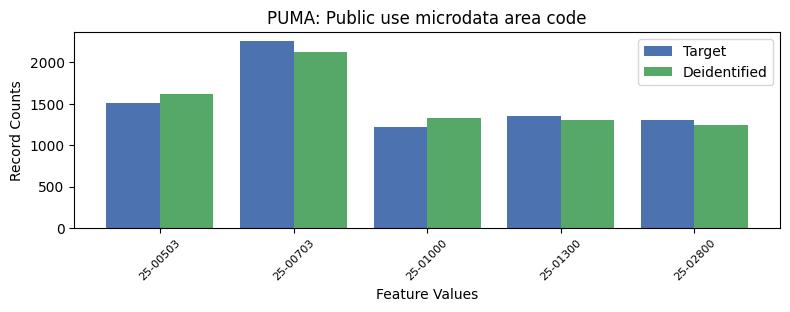 PUMA: Public use microdata area code
Target
Deidentified
Record Counts
2000
1500
1000
500
0
25-00503
25-00703
25-01000
25-01300
25-02800
Feature Values